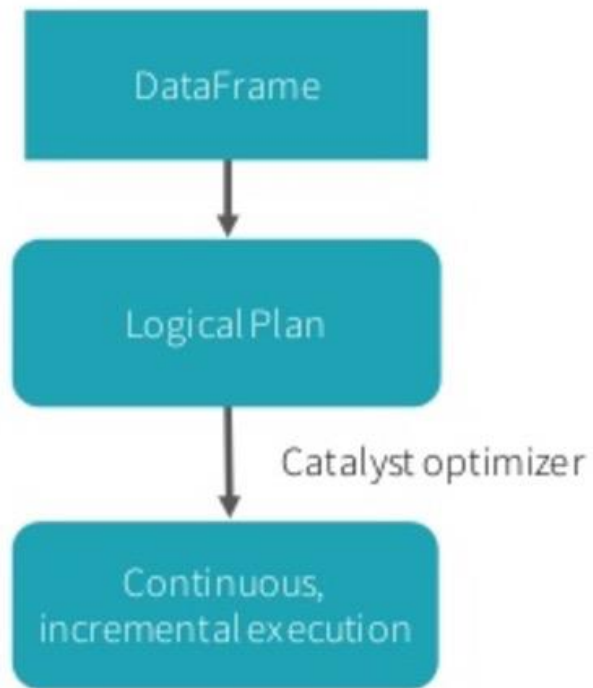 DataFrame
Logical Plan
Catalyst optimizer
Continuous,
incremental execution